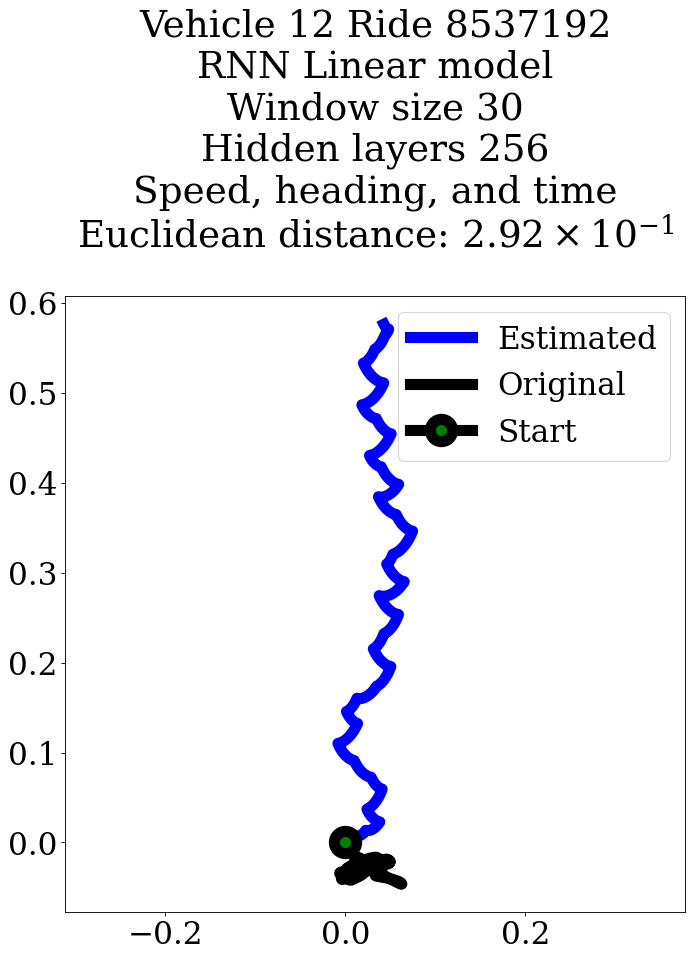 Vehicle 12 Ride 8537192
RNN Linear model
Window size 30
Hidden layers 256
Speed, heading, and time
Euclidean distance: 2.92 × 10⁻¹
0.6
0.5
0.4
0.3
0.2
0.1
0.0
Estimated
Original
Start
−0.2
0.0
0.2